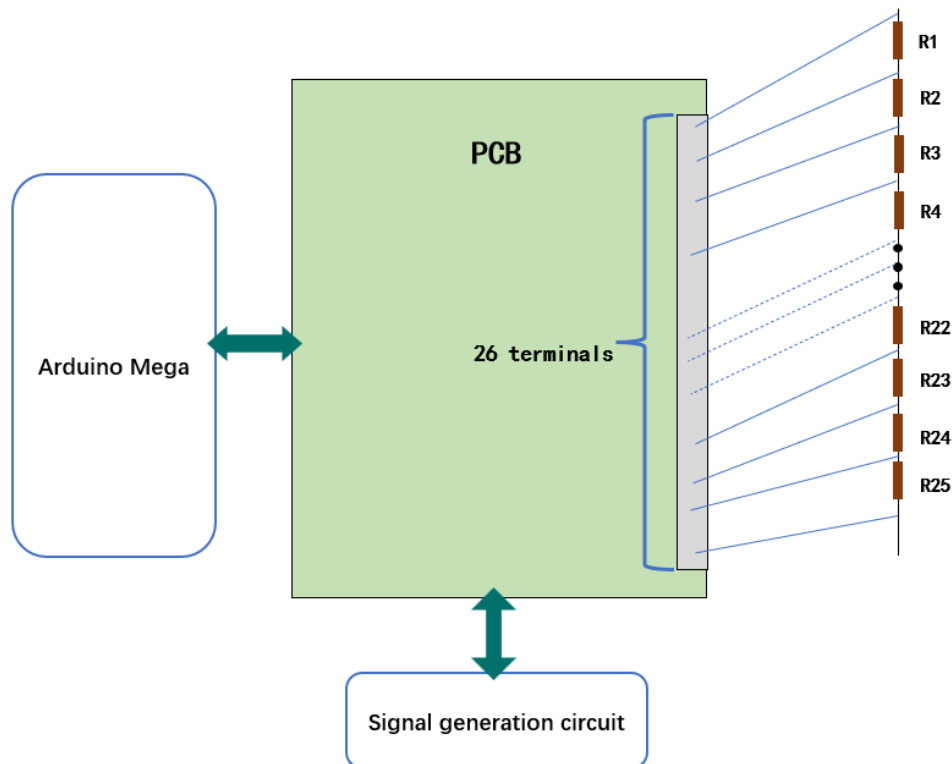 R1
R2
PCB
R3
R4
R22
26 terminals
Arduino Mega
R23
R24
R25
Signal generation circuit